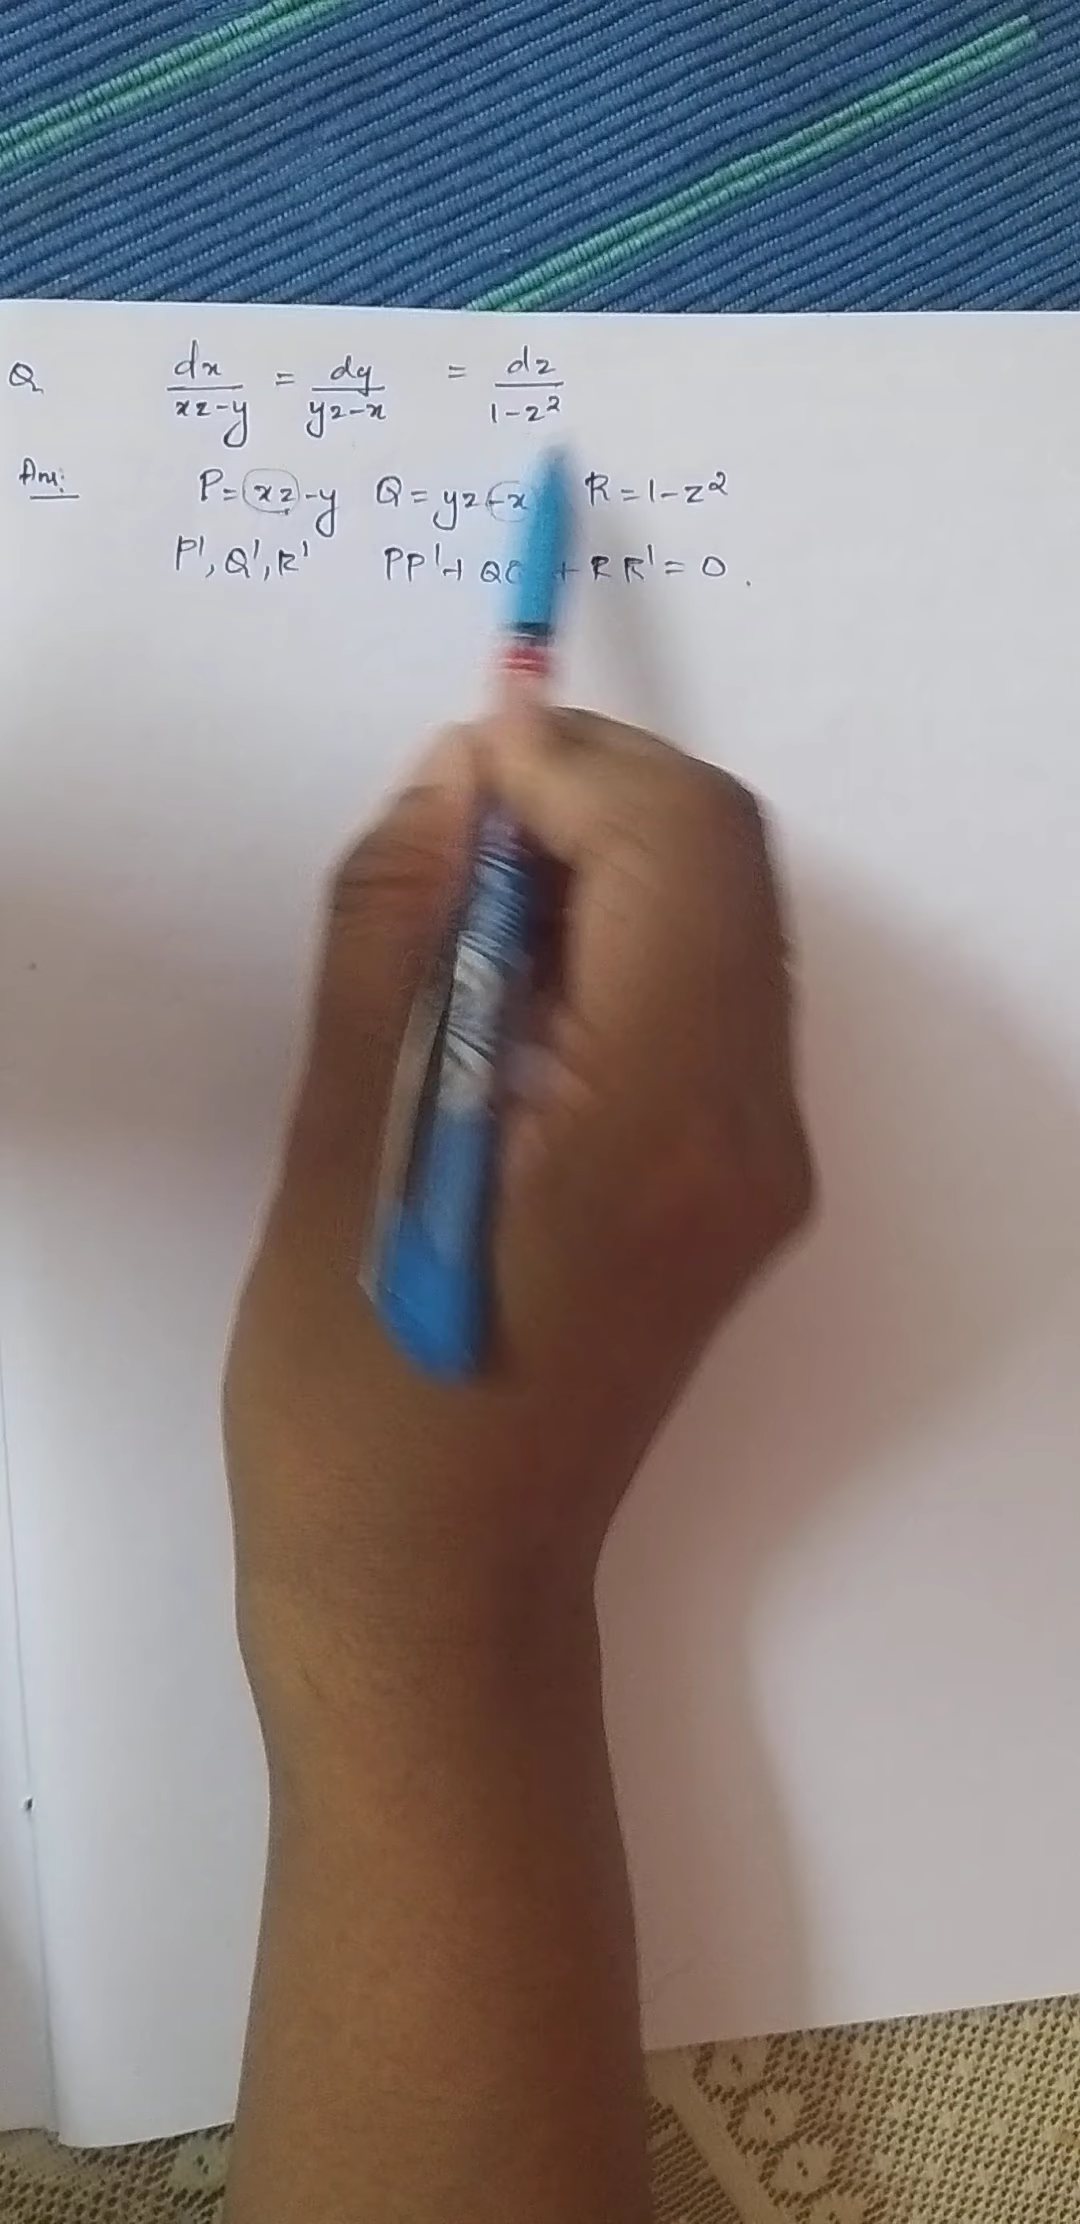 Q dx/xz-y = dy/yz-x = dz/1-z²
Ans: P=xz-y Q=yz-x R=1-z²
P', Q', R' PP'+ Q + RR'=0.